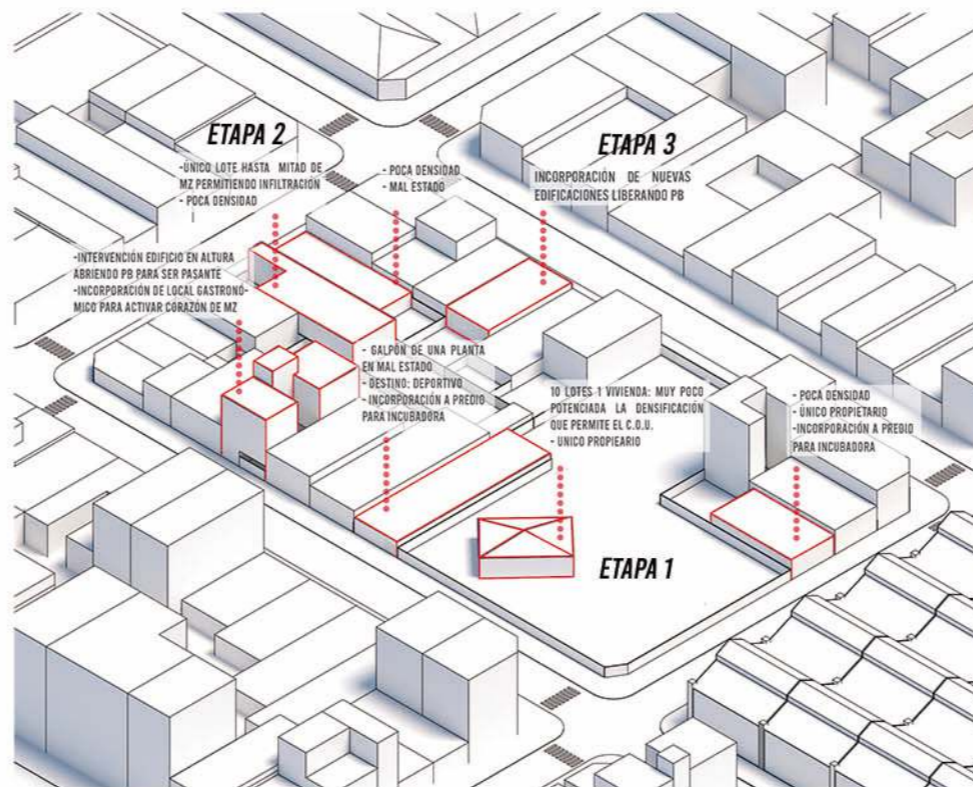 ETAPA 2
-ÚNICO LOTE HASTA MITAD DE
MZ PERMITIENDO INFILTRACIÓN
- POCA DENSIDAD
- POCA DENSIDAD
- MAL ESTADO
ETAPA 3
INCORPORACIÓN DE NUEVAS
EDIFICACIONES LIBERANDO PB
-INTERVENCIÓN EDIFICIO EN ALTURA
ABRIENDO PB PARA SER PASANTE
-INCORPORACIÓN DE LOCAL GASTRONÓ-
MICO PARA ACTIVAR CORAZÓN DE MZ
- GALPÓN DE UNA PLANTA
EN MAL ESTADO
- DESTINO: DEPORTIVO
- INCORPORACIÓN A PREDIO
PARA INCUBADORA
10 LOTES 1 VIVIENDA: MUY POCO
POTENCIADA LA DENSIFICACIÓN
QUE PERMITE EL C.O.U.
- UNICO PROPIEARIO
- POCA DENSIDAD
- ÚNICO PROPIETARIO
-INCORPORACIÓN A PREDIO
PARA INCUBADORA
ETAPA 1